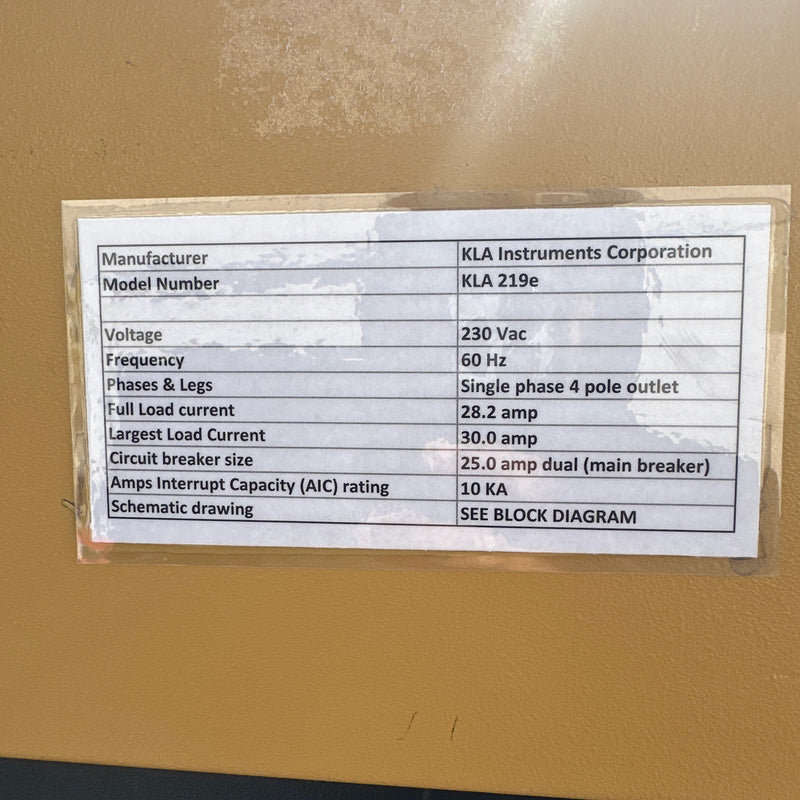 Manufacturer KLA Instruments Corporation
Model Number KLA 219e
Voltage 230 Vac
Frequency 60 Hz
Phases & Legs Single phase 4 pole outlet
Full Load current 28.2 amp
Largest Load Current 30.0 amp
Circuit breaker size 25.0 amp dual (main breaker)
Amps Interrupt Capacity (AIC) rating 10 KA
Schematic drawing SEE BLOCK DIAGRAM